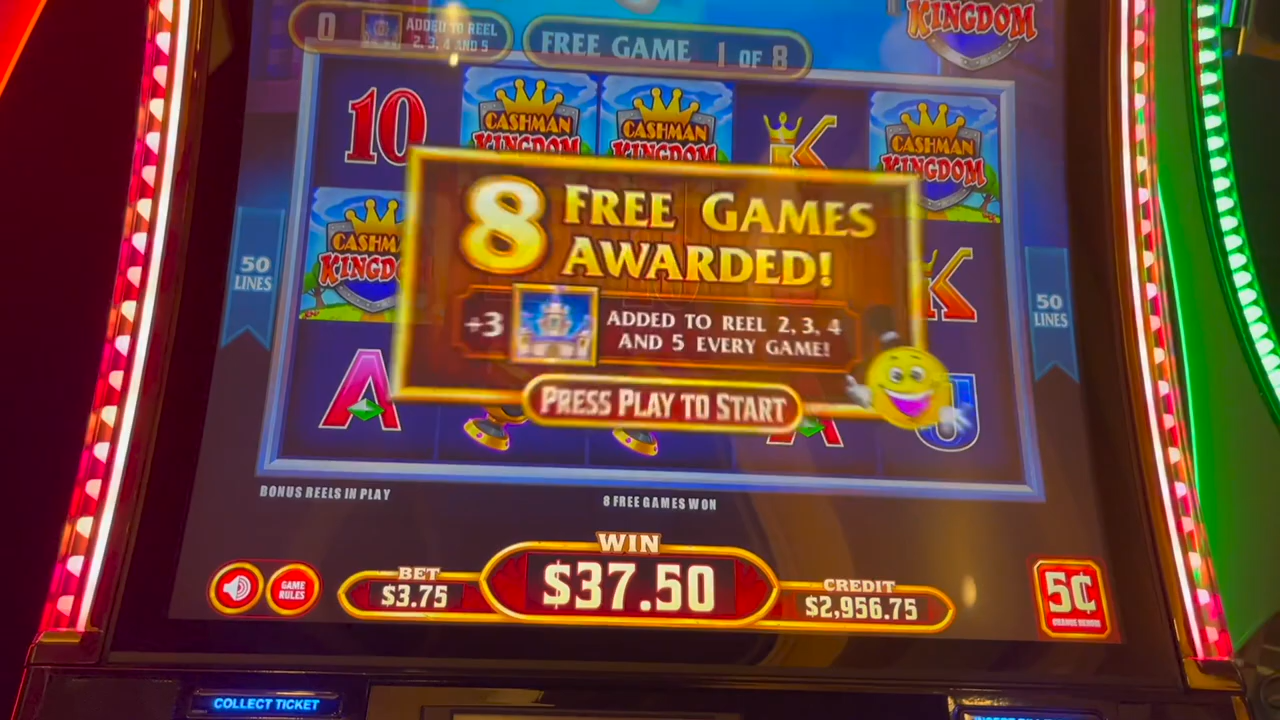 0
ADDED TO REEL
2, 3, 4 AND 5
FREE GAME 1 OF 8
KINGDOM
10
CASHMAN
KINGDOM
CASHMAN
KINGDOM
K
CASHMAN
KINGDOM
CASHMA
KINGDO
K
A
J
50
LINES
50
LINES
8 FREE GAMES
AWARDED!
+3
ADDED TO REEL 2, 3, 4
AND 5 EVERY GAME!
PRESS PLAY TO START
BONUS REELS IN PLAY
8 FREE GAMES WON
GAME
RULES
BET
$3.75
WIN
$37.50
CREDIT
$2,956.75
5¢
COLLECT TICKET